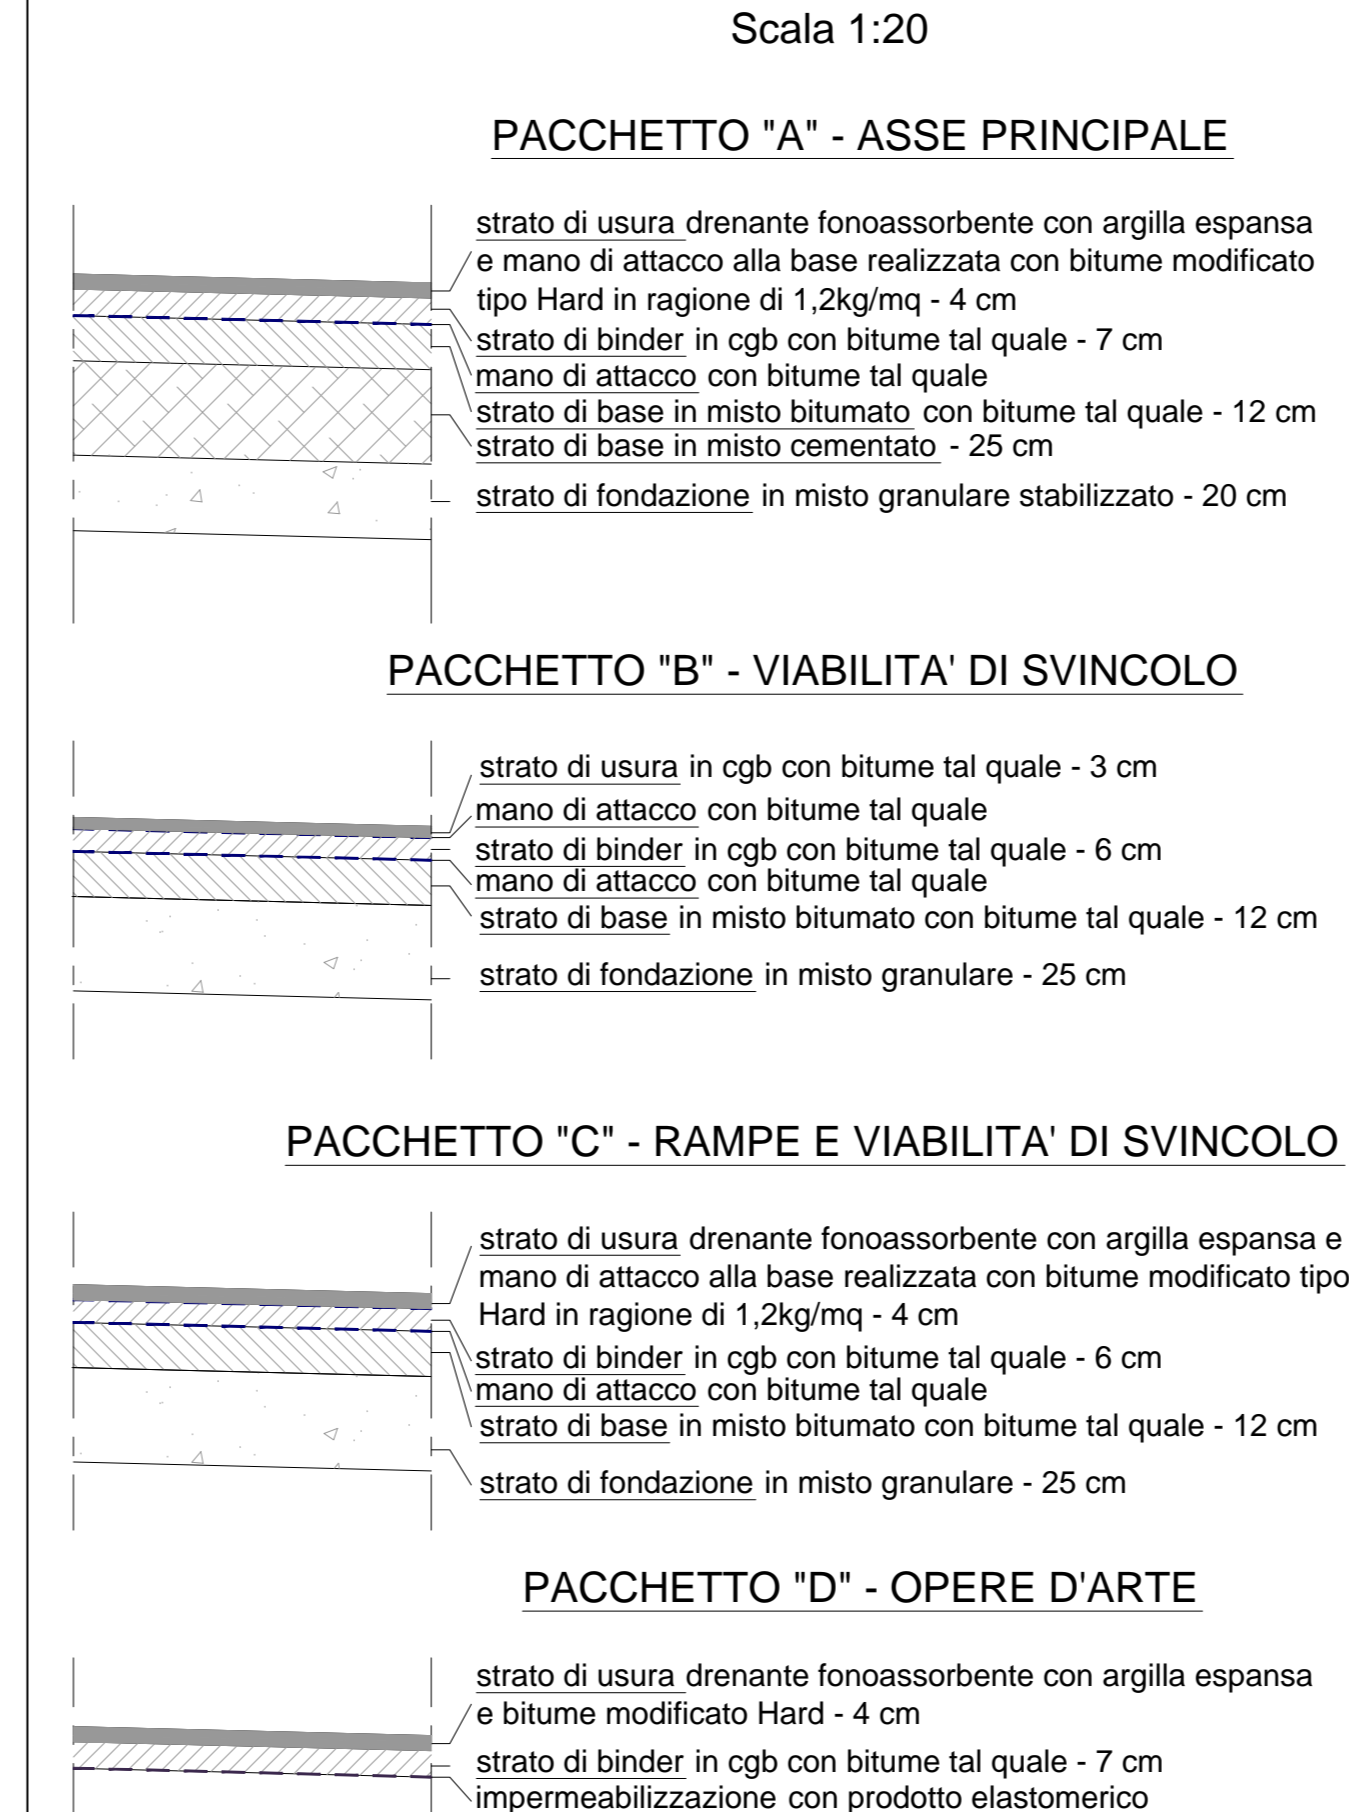 Scala 1:20
PACCHETTO "A" - ASSE PRINCIPALE
strato di usura drenante fonoassorbente con argilla espansa
e mano di attacco alla base realizzata con bitume modificato
tipo Hard in ragione di 1,2kg/mq - 4 cm
strato di binder in cgb con bitume tal quale - 7 cm
mano di attacco con bitume tal quale
strato di base in misto bitumato con bitume tal quale - 12 cm
strato di base in misto cementato - 25 cm
strato di fondazione in misto granulare stabilizzato - 20 cm
PACCHETTO "B" - VIABILITA' DI SVINCOLO
strato di usura in cgb con bitume tal quale - 3 cm
mano di attacco con bitume tal quale
strato di binder in cgb con bitume tal quale - 6 cm
mano di attacco con bitume tal quale
strato di base in misto bitumato con bitume tal quale - 12 cm
strato di fondazione in misto granulare - 25 cm
PACCHETTO "C" - RAMPE E VIABILITA' DI SVINCOLO
strato di usura drenante fonoassorbente con argilla espansa e
mano di attacco alla base realizzata con bitume modificato tipo
Hard in ragione di 1,2kg/mq - 4 cm
strato di binder in cgb con bitume tal quale - 6 cm
mano di attacco con bitume tal quale
strato di base in misto bitumato con bitume tal quale - 12 cm
strato di fondazione in misto granulare - 25 cm
PACCHETTO "D" - OPERE D'ARTE
strato di usura drenante fonoassorbente con argilla espansa
e bitume modificato Hard - 4 cm
strato di binder in cgb con bitume tal quale - 7 cm
impermeabilizzazione con prodotto elastomerico